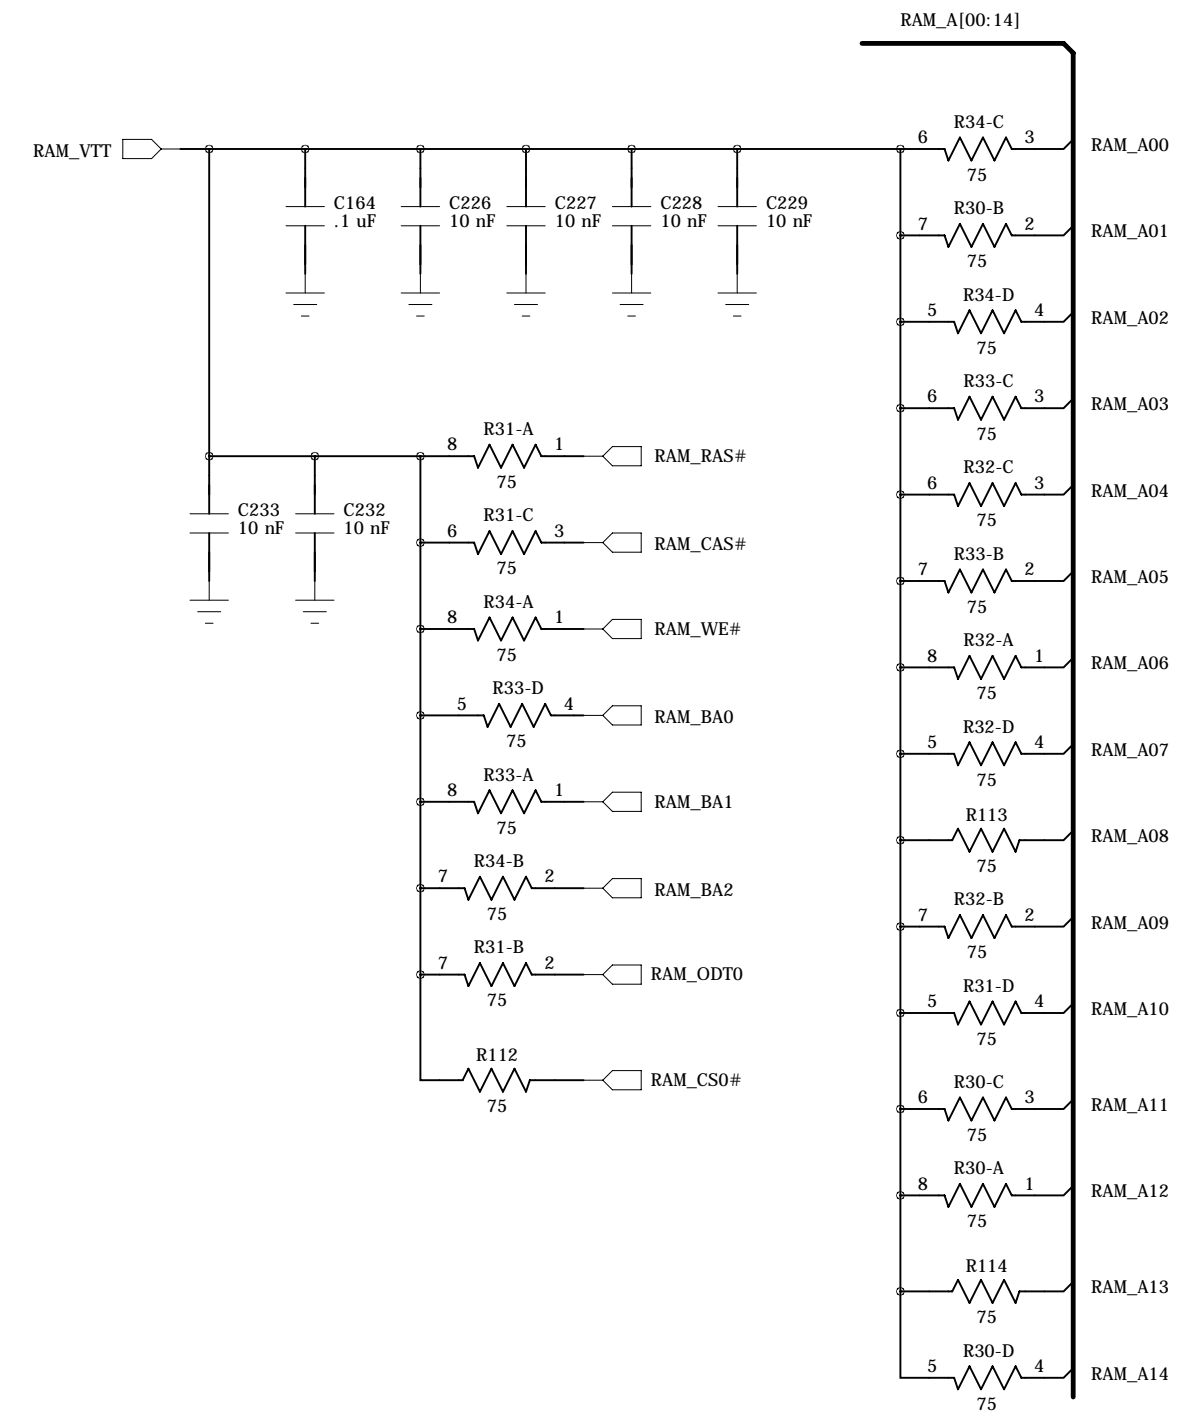 RAM_A[00:14]
RAM_VTT
C164
.1 uF
C226
10 nF
C227
10 nF
C228
10 nF
C229
10 nF
C233
10 nF
C232
10 nF
8 R31-A 1
75
RAM_RAS#
6 R31-C 3
75
RAM_CAS#
8 R34-A 1
75
RAM_WE#
5 R33-D 4
75
RAM_BA0
8 R33-A 1
75
RAM_BA1
7 R34-B 2
75
RAM_BA2
7 R31-B 2
75
RAM_ODT0
R112
75
RAM_CS0#
6 R34-C 3
75
RAM_A00
7 R30-B 2
75
RAM_A01
5 R34-D 4
75
RAM_A02
6 R33-C 3
75
RAM_A03
6 R32-C 3
75
RAM_A04
7 R33-B 2
75
RAM_A05
8 R32-A 1
75
RAM_A06
5 R32-D 4
75
RAM_A07
R113
75
RAM_A08
7 R32-B 2
75
RAM_A09
5 R31-D 4
75
RAM_A10
6 R30-C 3
75
RAM_A11
8 R30-A 1
75
RAM_A12
R114
75
RAM_A13
5 R30-D 4
75
RAM_A14